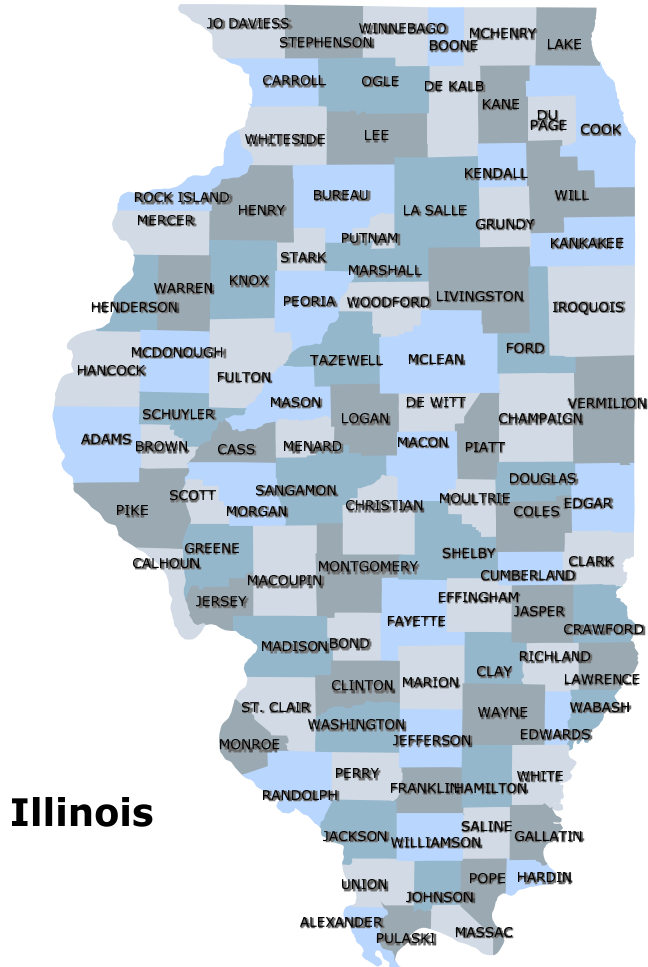 JO DAVIESS
STEPHENSON
WINNEBAGO
BOONE
MCHENRY
LAKE
CARROLL
OGLE
DE KALB
KANE
DU
PAGE
COOK
WHITESIDE
LEE
KENDALL
ROCK ISLAND
HENRY
BUREAU
LA SALLE
GRUNDY
WILL
MERCER
PUTNAM
KANKAKEE
STARK
MARSHALL
HENDERSON
WARREN
KNOX
PEORIA
WOODFORD
LIVINGSTON
IROQUOIS
HANCOCK
MCDONOUGH
FULTON
TAZEWELL
MCLEAN
FORD
SCHUYLER
MASON
LOGAN
DE WITT
CHAMPAIGN
VERMILION
ADAMS
BROWN
CASS
MENARD
MACON
PIATT
PIKE
SCOTT
MORGAN
SANGAMON
CHRISTIAN
MOULTRIE
DOUGLAS
COLES
EDGAR
CALHOUN
GREENE
MACOUPIN
MONTGOMERY
SHELBY
CUMBERLAND
CLARK
JERSEY
FAYETTE
EFFINGHAM
JASPER
CRAWFORD
MADISON
BOND
CLINTON
MARION
CLAY
RICHLAND
LAWRENCE
ST. CLAIR
WASHINGTON
JEFFERSON
WAYNE
EDWARDS
WABASH
MONROE
RANDOLPH
PERRY
FRANKLIN
HAMILTON
WHITE
Illinois
JACKSON
WILLIAMSON
SALINE
GALLATIN
UNION
JOHNSON
POPE
HARDIN
ALEXANDER
PULASKI
MASSAC